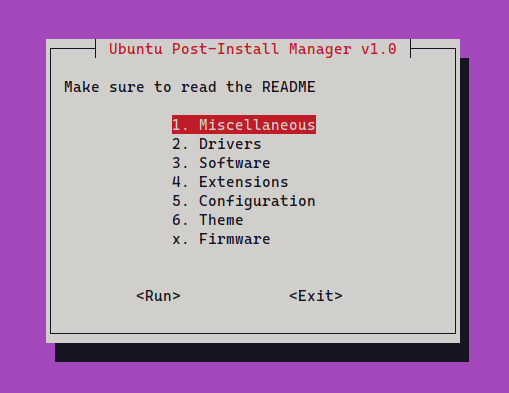 Ubuntu Post-Install Manager v1.0
Make sure to read the README
1. Miscellaneous
2. Drivers
3. Software
4. Extensions
5. Configuration
6. Theme
x. Firmware
<Run> <Exit>